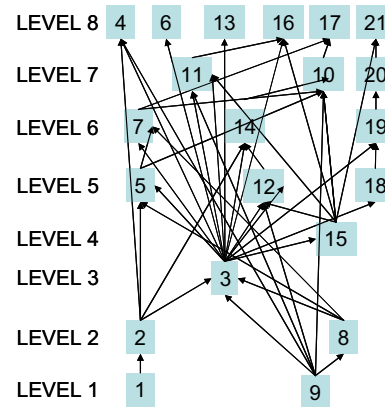 LEVEL 8 4 6 13 16 17 21
LEVEL 7 11 10 20
LEVEL 6 7 14 19
LEVEL 5 5 12 18
LEVEL 4 15
LEVEL 3 3
LEVEL 2 2 8
LEVEL 1 1 9